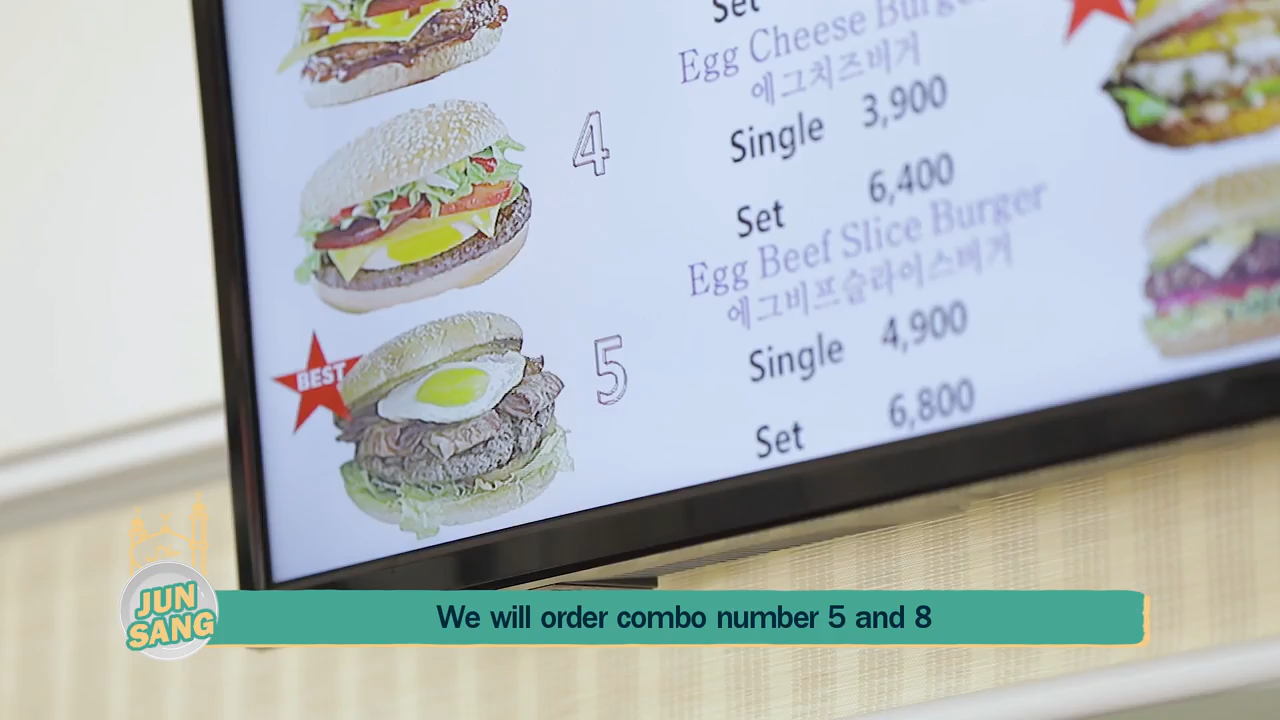 Set
Egg Cheese Burger
에그치즈버거
4
Single 3,900
Set 6,400
Egg Beef Slice Burger
에그비프슬라이스버거
BEST
5
Single 4,900
Set 6,800
JUN
SANG
We will order combo number 5 and 8